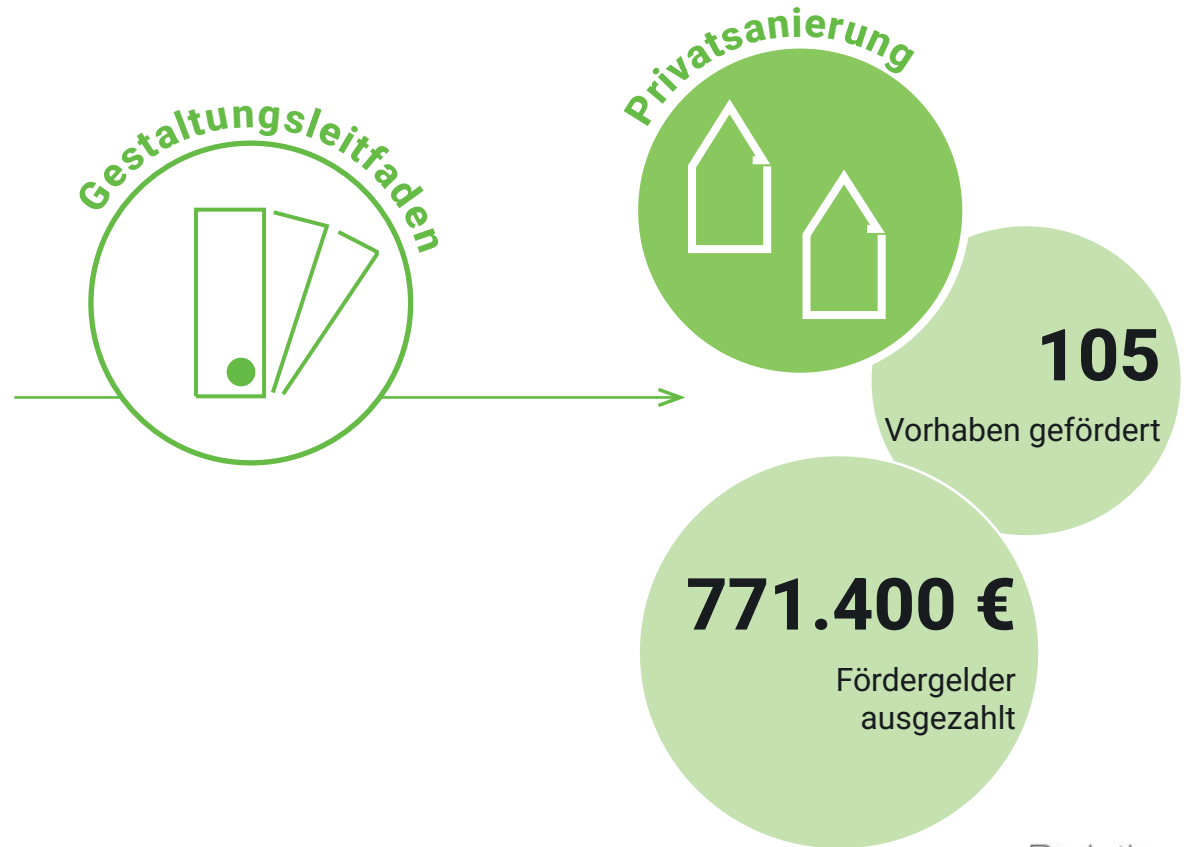 Gestaltungsleitfaden
Privatsanierung
105
Vorhaben gefördert
771.400 €
Fördergelder
ausgezahlt